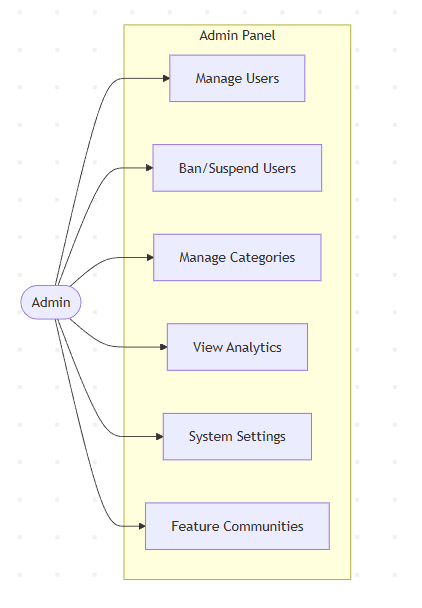 Admin Panel
Manage Users
Ban/Suspend Users
Manage Categories
Admin
View Analytics
System Settings
Feature Communities